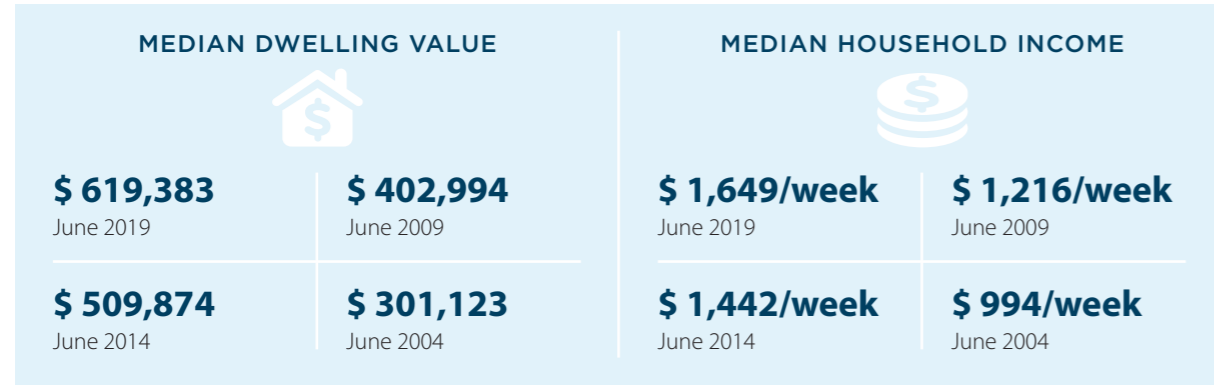 MEDIAN DWELLING VALUE
$
$ 619,383
June 2019
$ 402,994
June 2009
$ 509,874
June 2014
$ 301,123
June 2004
MEDIAN HOUSEHOLD INCOME
$
$ 1,649/week
June 2019
$ 1,216/week
June 2009
$ 1,442/week
June 2014
$ 994/week
June 2004